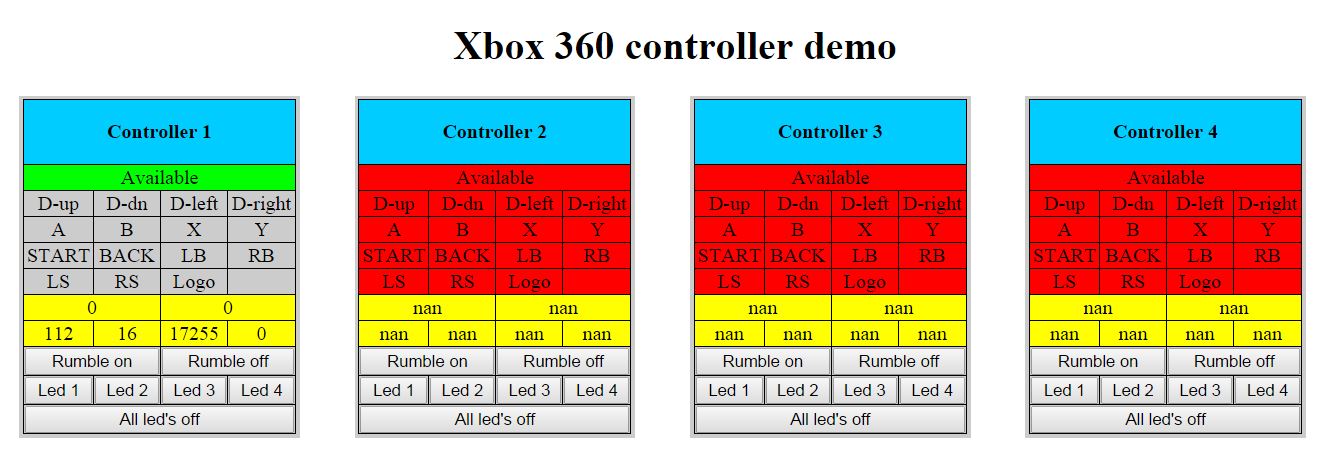 Xbox 360 controller demo
Controller 1
Available
D-up D-dn D-left D-right
A B X Y
START BACK LB RB
LS RS Logo
0 0
112 16 17255 0
Rumble on Rumble off
Led 1 Led 2 Led 3 Led 4
All led's off
Controller 2
Available
D-up D-dn D-left D-right
A B X Y
START BACK LB RB
LS RS Logo
nan nan
nan nan nan nan
Rumble on Rumble off
Led 1 Led 2 Led 3 Led 4
All led's off
Controller 3
Available
D-up D-dn D-left D-right
A B X Y
START BACK LB RB
LS RS Logo
nan nan
nan nan nan nan
Rumble on Rumble off
Led 1 Led 2 Led 3 Led 4
All led's off
Controller 4
Available
D-up D-dn D-left D-right
A B X Y
START BACK LB RB
LS RS Logo
nan nan
nan nan nan nan
Rumble on Rumble off
Led 1 Led 2 Led 3 Led 4
All led's off